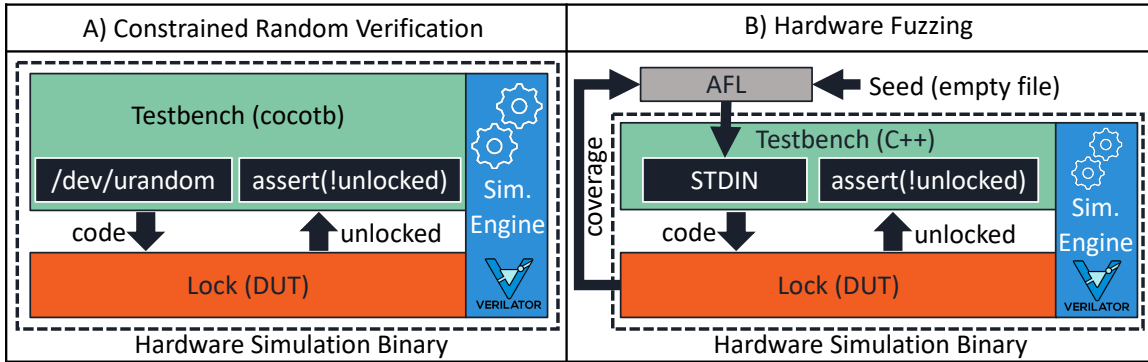 A) Constrained Random Verification
Testbench (cocotb)
/dev/urandom
assert(!unlocked)
Sim.
Engine
code
unlocked
Lock (DUT)
VERILATOR
Hardware Simulation Binary
B) Hardware Fuzzing
AFL
Seed (empty file)
Testbench (C++)
STDIN
assert(!unlocked)
Sim.
Engine
coverage
code
unlocked
Lock (DUT)
VERILATOR
Hardware Simulation Binary